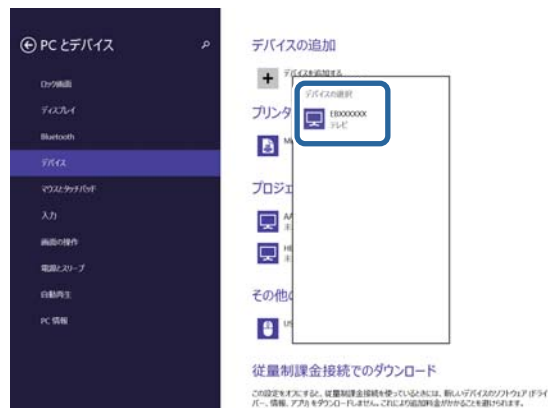 PC とデバイス
ロック画面
ディスプレイ
Bluetooth
デバイス
マウスとタッチパッド
入力
画面の操作
電源とスリープ
自動再生
PC 情報
デバイスの追加
デバイスを追加する
デバイスの選択
EBXXXXXX
テレビ
プリンタ
プロジェ
その他の
従量制課金接続でのダウンロード
この設定をオフにすると、従量制課金接続を使っているときには、新しいデバイスのソフトウェア (ドライ
バー、情報、アプリ) をダウンロードしません。これにより追加料金がかかることを避けられます。